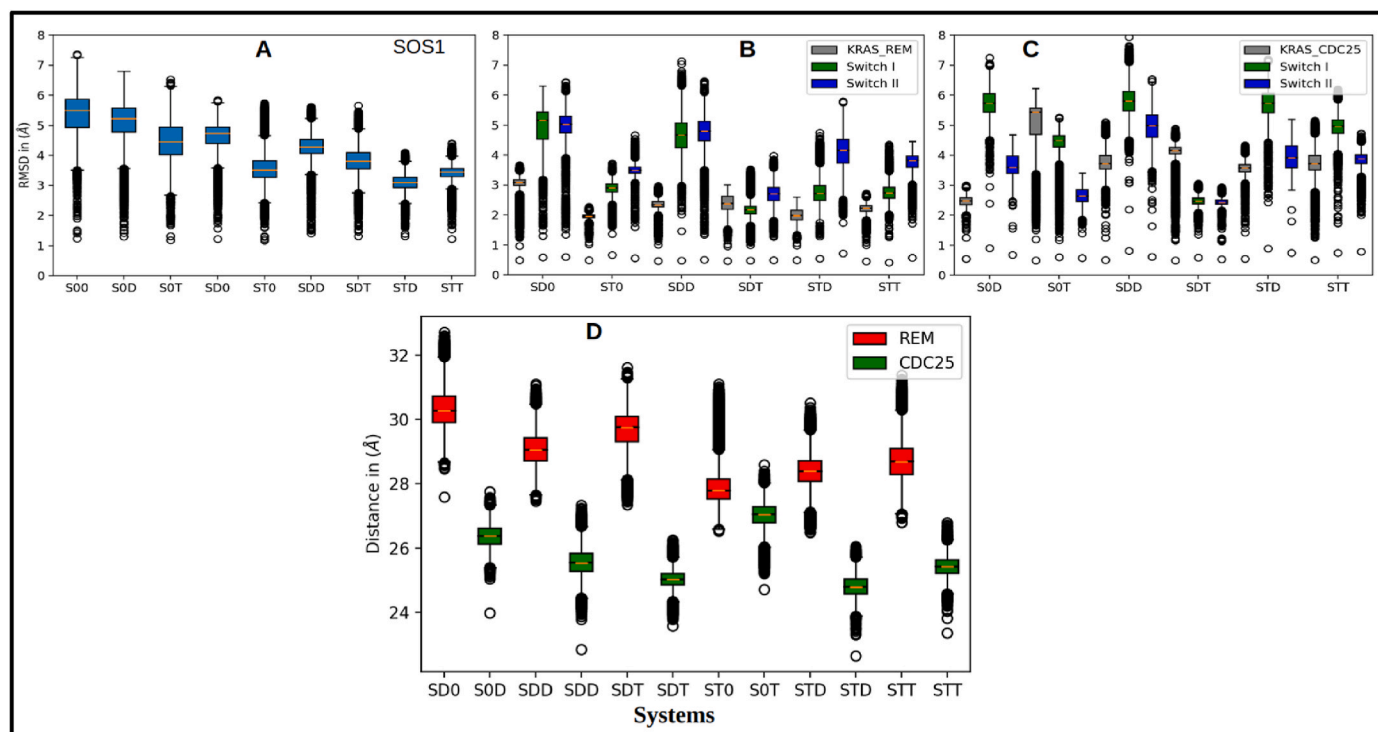 A SOS1
RMSD in (Å)
8
7
6
5
4
3
2
1
0
S00 S0D S0T SD0 ST0 SDD SDT STD STT
B
KRAS_REM
Switch I
Switch II
8
7
6
5
4
3
2
1
0
SD0 ST0 SDD SDT STD STT
C
KRAS_CDC25
Switch I
Switch II
8
7
6
5
4
3
2
1
0
S0D S0T SDD SDT STD STT
D
REM
CDC25
Distance in (Å)
32
30
28
26
24
SD0 S0D SDD SDD SDT SDT ST0 S0T STD STD STT STT
Systems